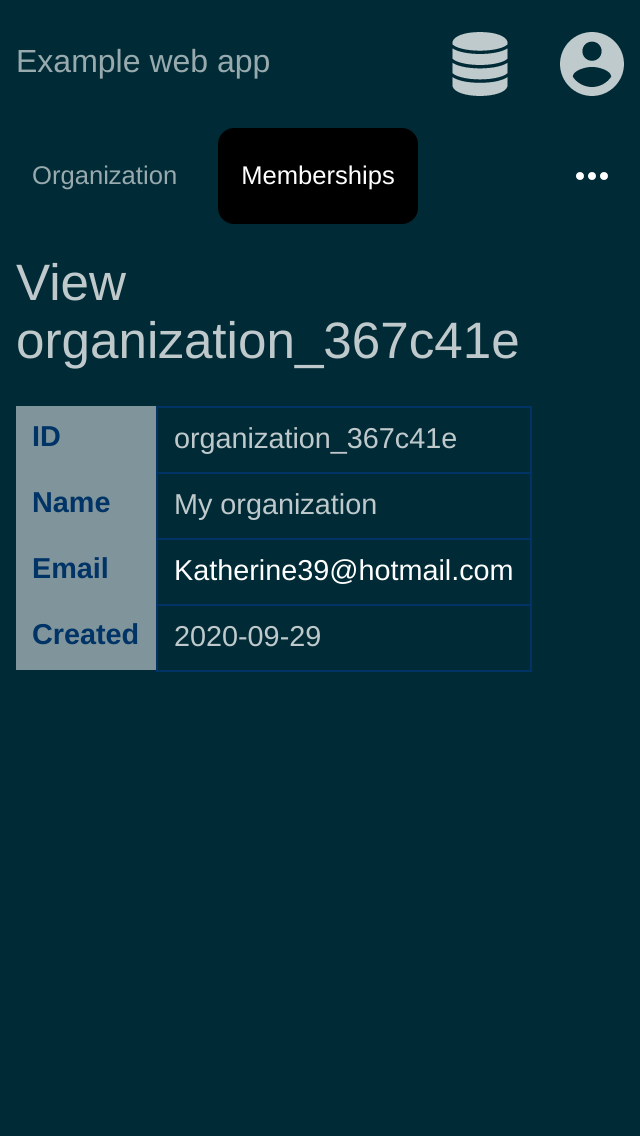 Example web app
Organization Memberships
View
organization_367c41e
ID organization_367c41e
Name My organization
Email Katherine39@hotmail.com
Created 2020-09-29